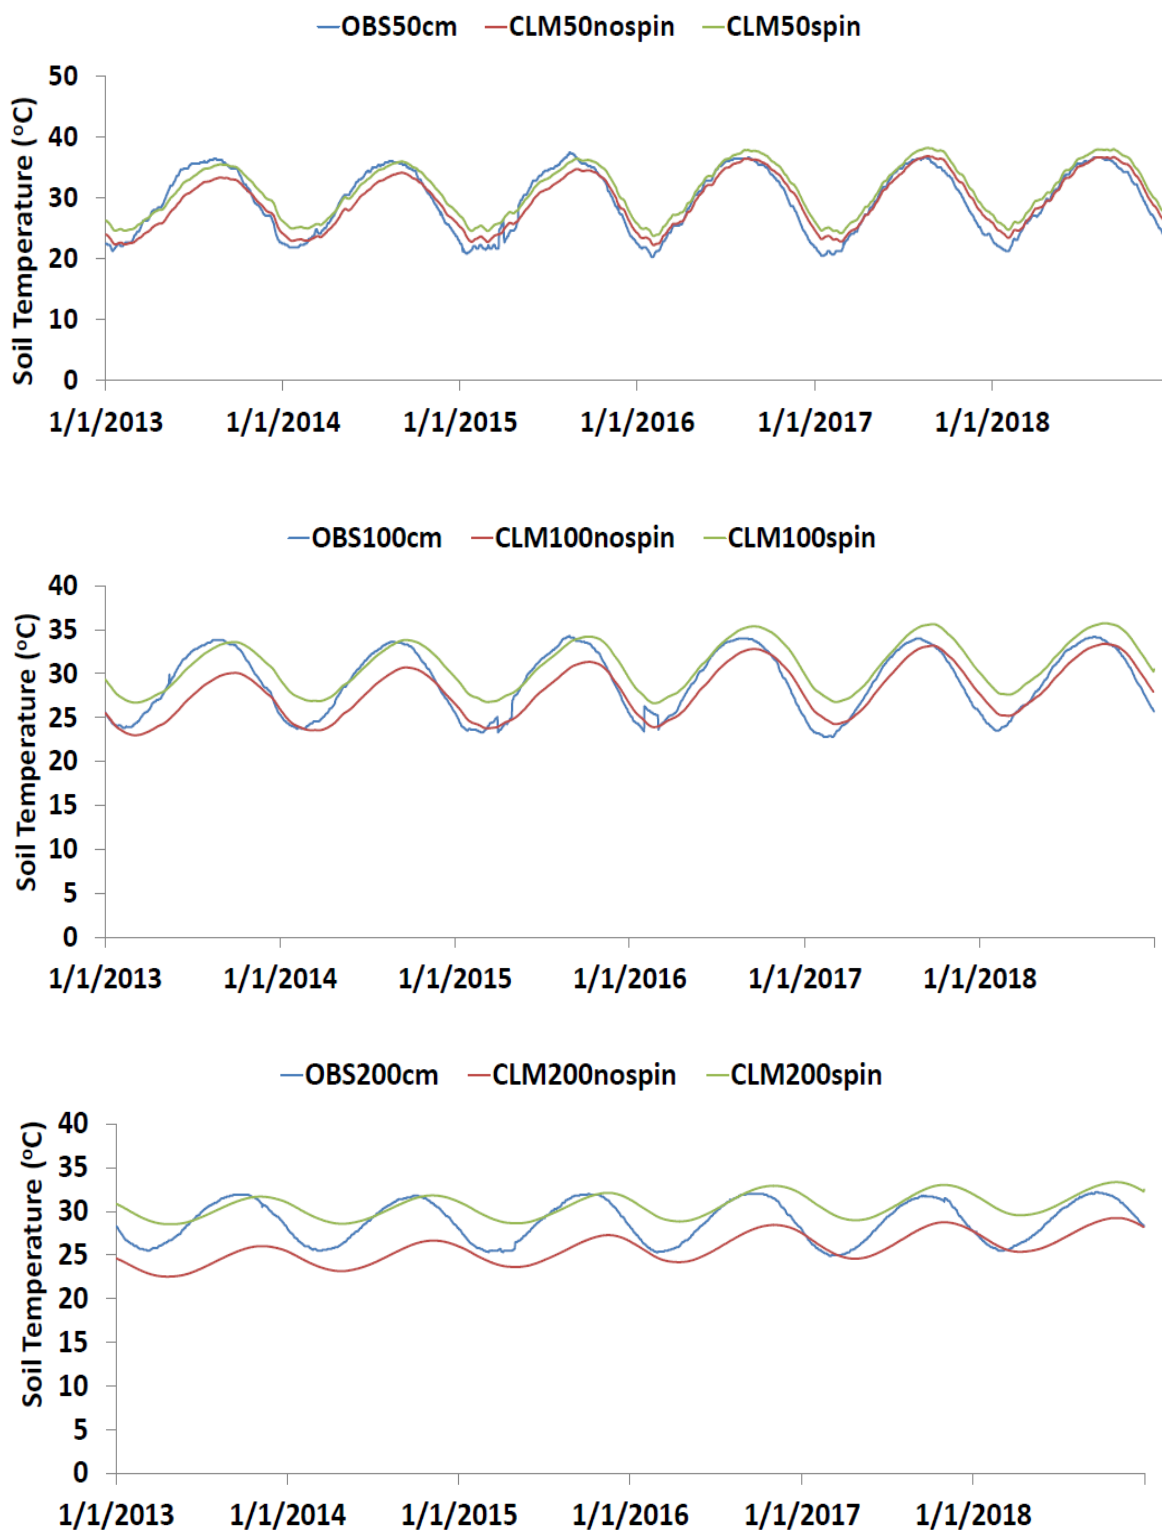 OBS50cm CLM50nospin CLM50spin
Soil Temperature (°C)
50
40
30
20
10
0
1/1/2013 1/1/2014 1/1/2015 1/1/2016 1/1/2017 1/1/2018
OBS100cm CLM100nospin CLM100spin
Soil Temperature (°C)
40
35
30
25
20
15
10
5
0
1/1/2013 1/1/2014 1/1/2015 1/1/2016 1/1/2017 1/1/2018
OBS200cm CLM200nospin CLM200spin
Soil Temperature (°C)
40
35
30
25
20
15
10
5
0
1/1/2013 1/1/2014 1/1/2015 1/1/2016 1/1/2017 1/1/2018